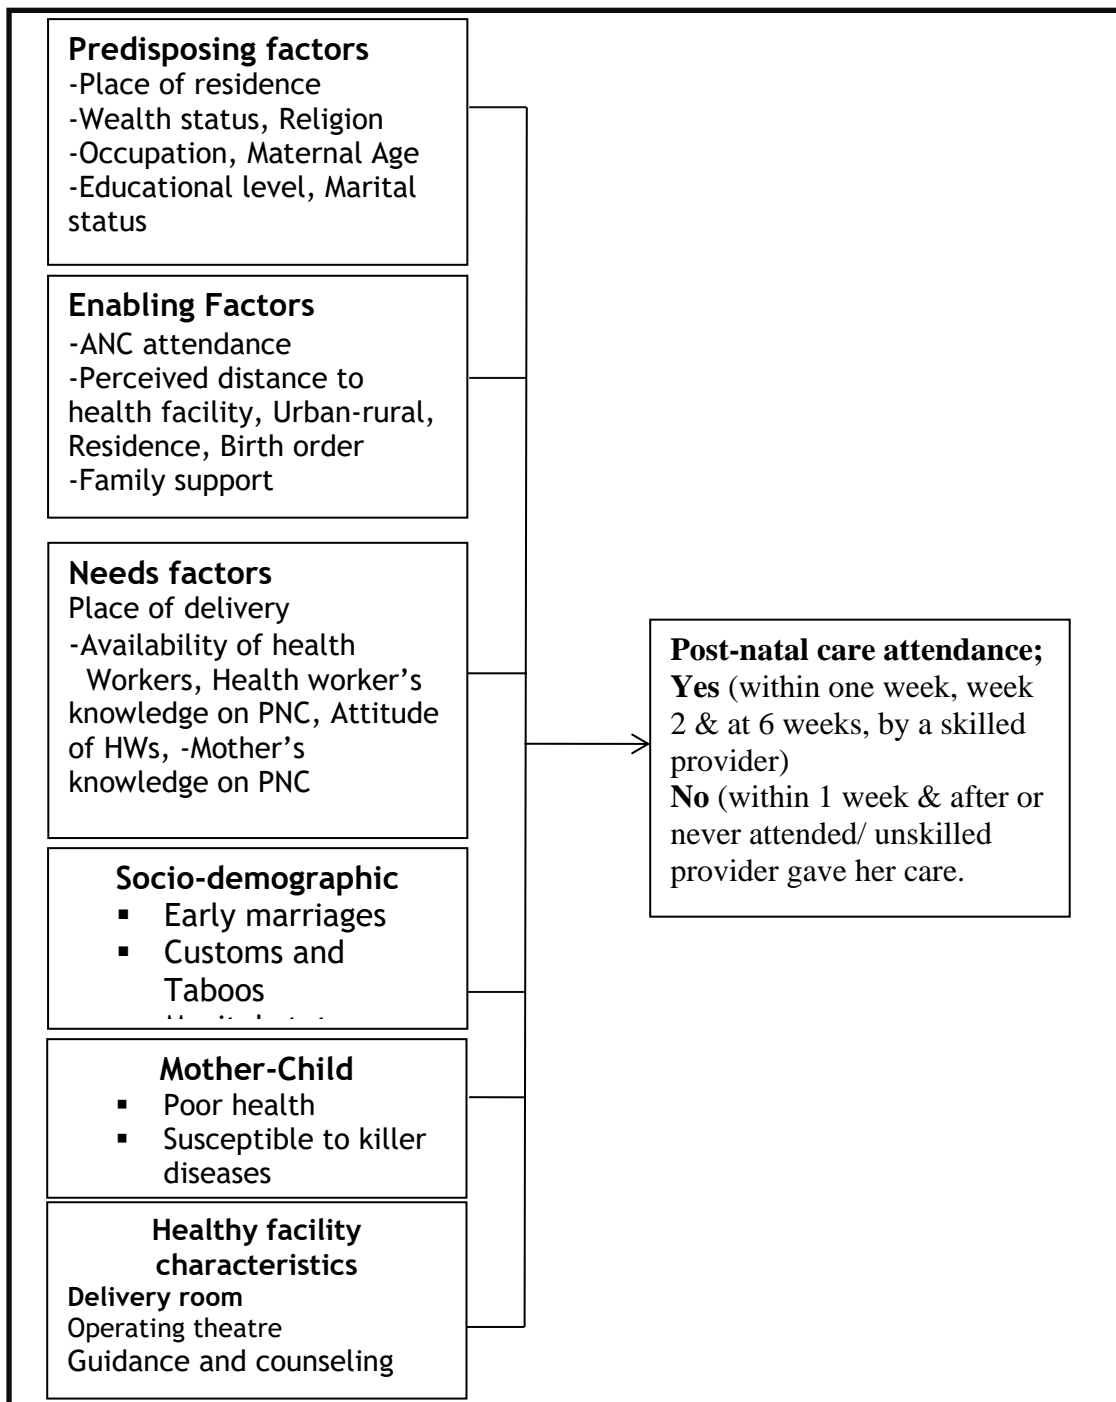 Predisposing factors
-Place of residence
-Wealth status, Religion
-Occupation, Maternal Age
-Educational level, Marital
status
Enabling Factors
-ANC attendance
-Perceived distance to
health facility, Urban-rural,
Residence, Birth order
-Family support
Needs factors
Place of delivery
-Availability of health
Workers, Health worker’s
knowledge on PNC, Attitude
of HWs, -Mother’s
knowledge on PNC
Socio-demographic
▪ Early marriages
▪ Customs and
Taboos
Mother-Child
▪ Poor health
▪ Susceptible to killer
diseases
Healthy facility
characteristics
Delivery room
Operating theatre
Guidance and counseling
Post-natal care attendance;
Yes (within one week, week
2 & at 6 weeks, by a skilled
provider)
No (within 1 week & after or
never attended/ unskilled
provider gave her care.